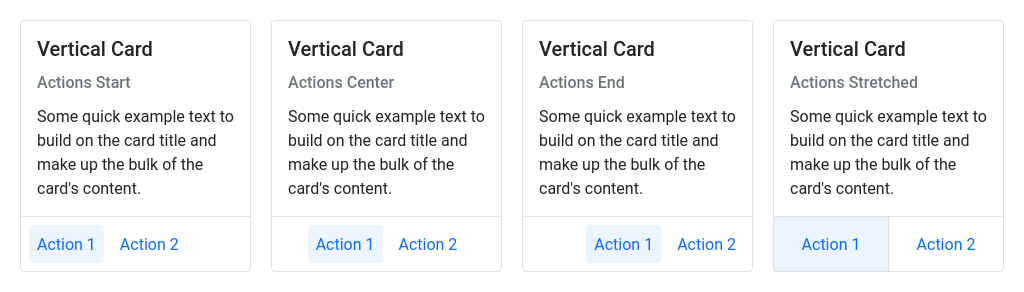 Vertical Card
Actions Start
Some quick example text to
build on the card title and
make up the bulk of the
card's content.
Action 1 Action 2
Vertical Card
Actions Center
Some quick example text to
build on the card title and
make up the bulk of the
card's content.
Action 1 Action 2
Vertical Card
Actions End
Some quick example text to
build on the card title and
make up the bulk of the
card's content.
Action 1 Action 2
Vertical Card
Actions Stretched
Some quick example text to
build on the card title and
make up the bulk of the
card's content.
Action 1 Action 2